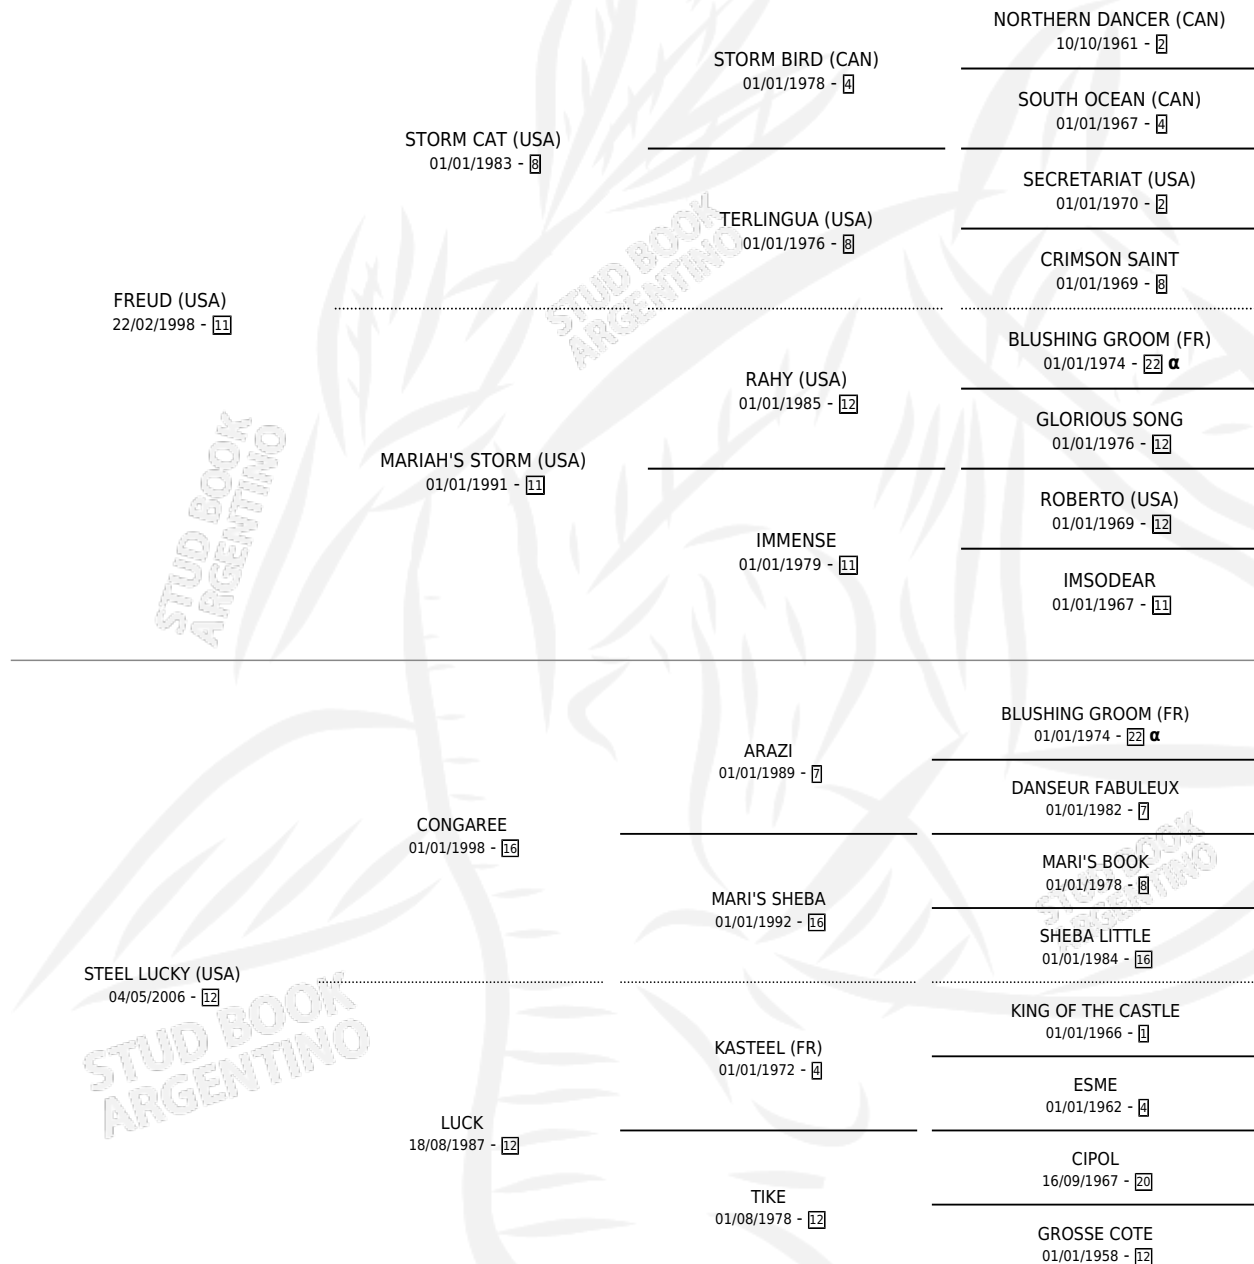 NORTHERN DANCER (CAN)
10/10/1961 - 2
STORM BIRD (CAN)
01/01/1978 - 4
SOUTH OCEAN (CAN)
01/01/1967 - 4
STORM CAT (USA)
01/01/1983 - 8
SECRETARIAT (USA)
01/01/1970 - 2
TERLINGUA (USA)
01/01/1976 - 8
CRIMSON SAINT
01/01/1969 - 8
FREUD (USA)
22/02/1998 - 11
BLUSHING GROOM (FR)
01/01/1974 - 22 α
RAHY (USA)
01/01/1985 - 12
GLORIOUS SONG
01/01/1976 - 12
MARIAH'S STORM (USA)
01/01/1991 - 11
ROBERTO (USA)
01/01/1969 - 12
IMMENSE
01/01/1979 - 11
IMSODEAR
01/01/1967 - 11
BLUSHING GROOM (FR)
01/01/1974 - 22 α
ARAZI
01/01/1989 - 7
DANSEUR FABULEUX
01/01/1982 - 7
CONGAREE
01/01/1998 - 16
MARI'S BOOK
01/01/1978 - 8
MARI'S SHEBA
01/01/1992 - 16
SHEBA LITTLE
01/01/1984 - 16
STEEL LUCKY (USA)
04/05/2006 - 12
KING OF THE CASTLE
01/01/1966 - 1
KASTEEL (FR)
01/01/1972 - 4
ESME
01/01/1962 - 4
LUCK
18/08/1987 - 12
CIPOL
16/09/1967 - 20
TIKE
01/08/1978 - 12
GROSSE COTE
01/01/1958 - 12
STUD BOOK
ARGENTINO
STUD BOOK
ARGENTINO
STUD BOOK
ARGENTINO
STUD BOOK
ARGENTINO